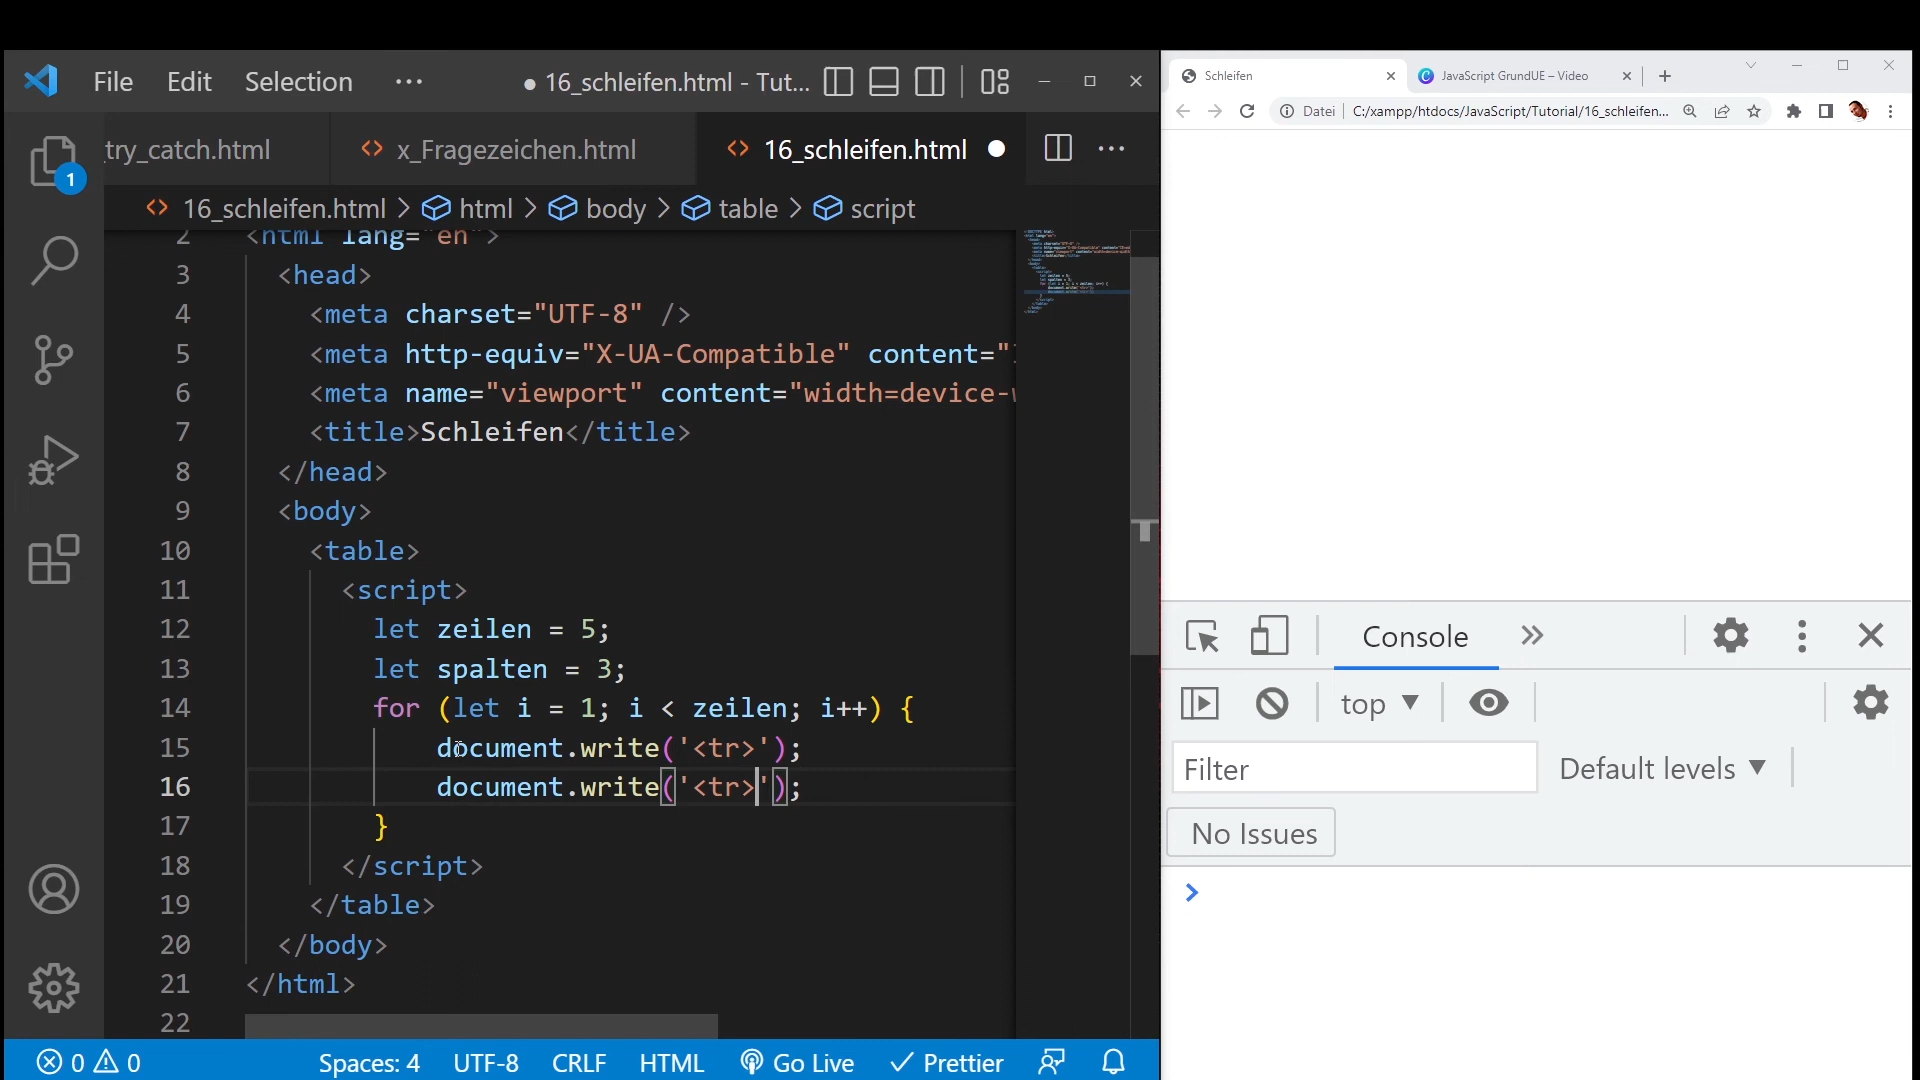 File Edit Selection ··· ● 16_schleifen.html - Tut...
try_catch.html x_Fragezeichen.html 16_schleifen.html
16_schleifen.html > html > body > table > script
2 <html lang="en">
3 <head>
4 <meta charset="UTF-8" />
5 <meta http-equiv="X-UA-Compatible" content="
6 <meta name="viewport" content="width=device-
7 <title>Schleifen</title>
8 </head>
9 <body>
10 <table>
11 <script>
12 let zeilen = 5;
13 let spalten = 3;
14 for (let i = 1; i < zeilen; i++) {
15 document.write('<tr>');
16 document.write('<tr>');
17 }
18 </script>
19 </table>
20 </body>
21 </html>
22
1
0 0 Spaces: 4 UTF-8 CRLF HTML Go Live Prettier
Schleifen JavaScript GrundUE – Video
Datei C:/xampp/htdocs/JavaScript/Tutorial/16_schleifen...
Console
top
Filter Default levels
No Issues